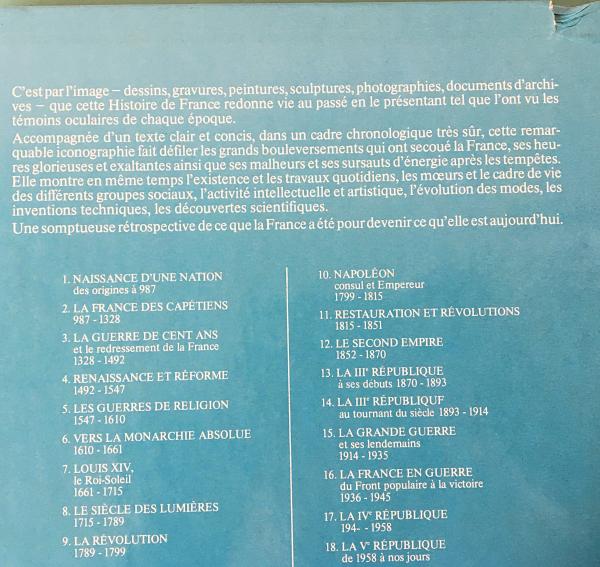 C'est par l'image – dessins, gravures, peintures, sculptures, photographies, documents d'archi-
ves – que cette Histoire de France redonne vie au passé en le présentant tel que l'ont vu les
témoins oculaires de chaque époque.
Accompagnée d'un texte clair et concis, dans un cadre chronologique très sûr, cette remar-
quable iconographie fait défiler les grands bouleversements qui ont secoué la France, ses heu-
res glorieuses et exaltantes ainsi que ses malheurs et ses sursauts d'énergie après les tempêtes.
Elle montre en même temps l'existence et les travaux quotidiens, les mœurs et le cadre de vie
des différents groupes sociaux, l'activité intellectuelle et artistique, l'évolution des modes, les
inventions techniques, les découvertes scientifiques.
Une somptueuse rétrospective de ce que la France a été pour devenir ce qu'elle est aujourd'hui.
1. NAISSANCE D'UNE NATION
des origines à 987
2. LA FRANCE DES CAPÉTIENS
987 - 1328
3. LA GUERRE DE CENT ANS
et le redressement de la France
1328 - 1492
4. RENAISSANCE ET RÉFORME
1492 - 1547
5. LES GUERRES DE RELIGION
1547 - 1610
6. VERS LA MONARCHIE ABSOLUE
1610 - 1661
7. LOUIS XIV,
le Roi-Soleil
1661 - 1715
8. LE SIÈCLE DES LUMIÈRES
1715 - 1789
9. LA RÉVOLUTION
1789 - 1799
10. NAPOLÉON
consul et Empereur
1799 - 1815
11. RESTAURATION ET RÉVOLUTIONS
1815 - 1851
12. LE SECOND EMPIRE
1852 - 1870
13. LA IIIᵉ RÉPUBLIQUE
à ses débuts 1870 - 1893
14. LA IIIᵉ RÉPUBLIQUE
au tournant du siècle 1893 - 1914
15. LA GRANDE GUERRE
et ses lendemains
1914 - 1935
16. LA FRANCE EN GUERRE
du Front populaire à la victoire
1936 - 1945
17. LA IVᵉ RÉPUBLIQUE
194- - 1958
18. LA Vᵉ RÉPUBLIQUE
de 1958 à nos jours